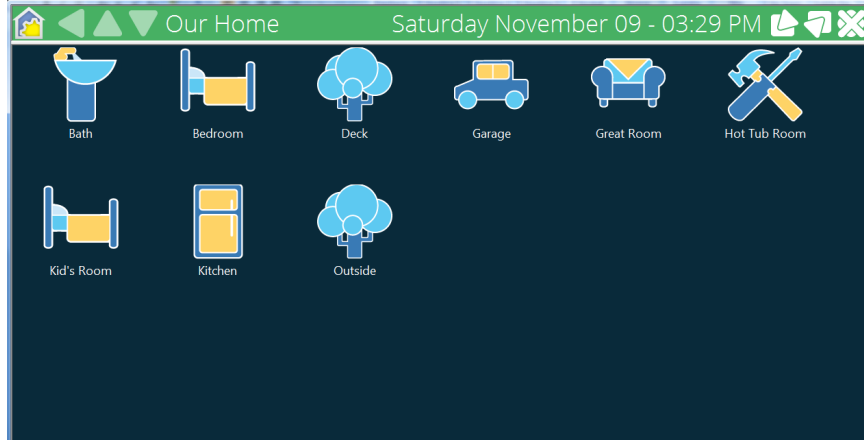 Our Home
Saturday November 09 - 03:29 PM
Bath
Bedroom
Deck
Garage
Great Room
Hot Tub Room
Kid's Room
Kitchen
Outside